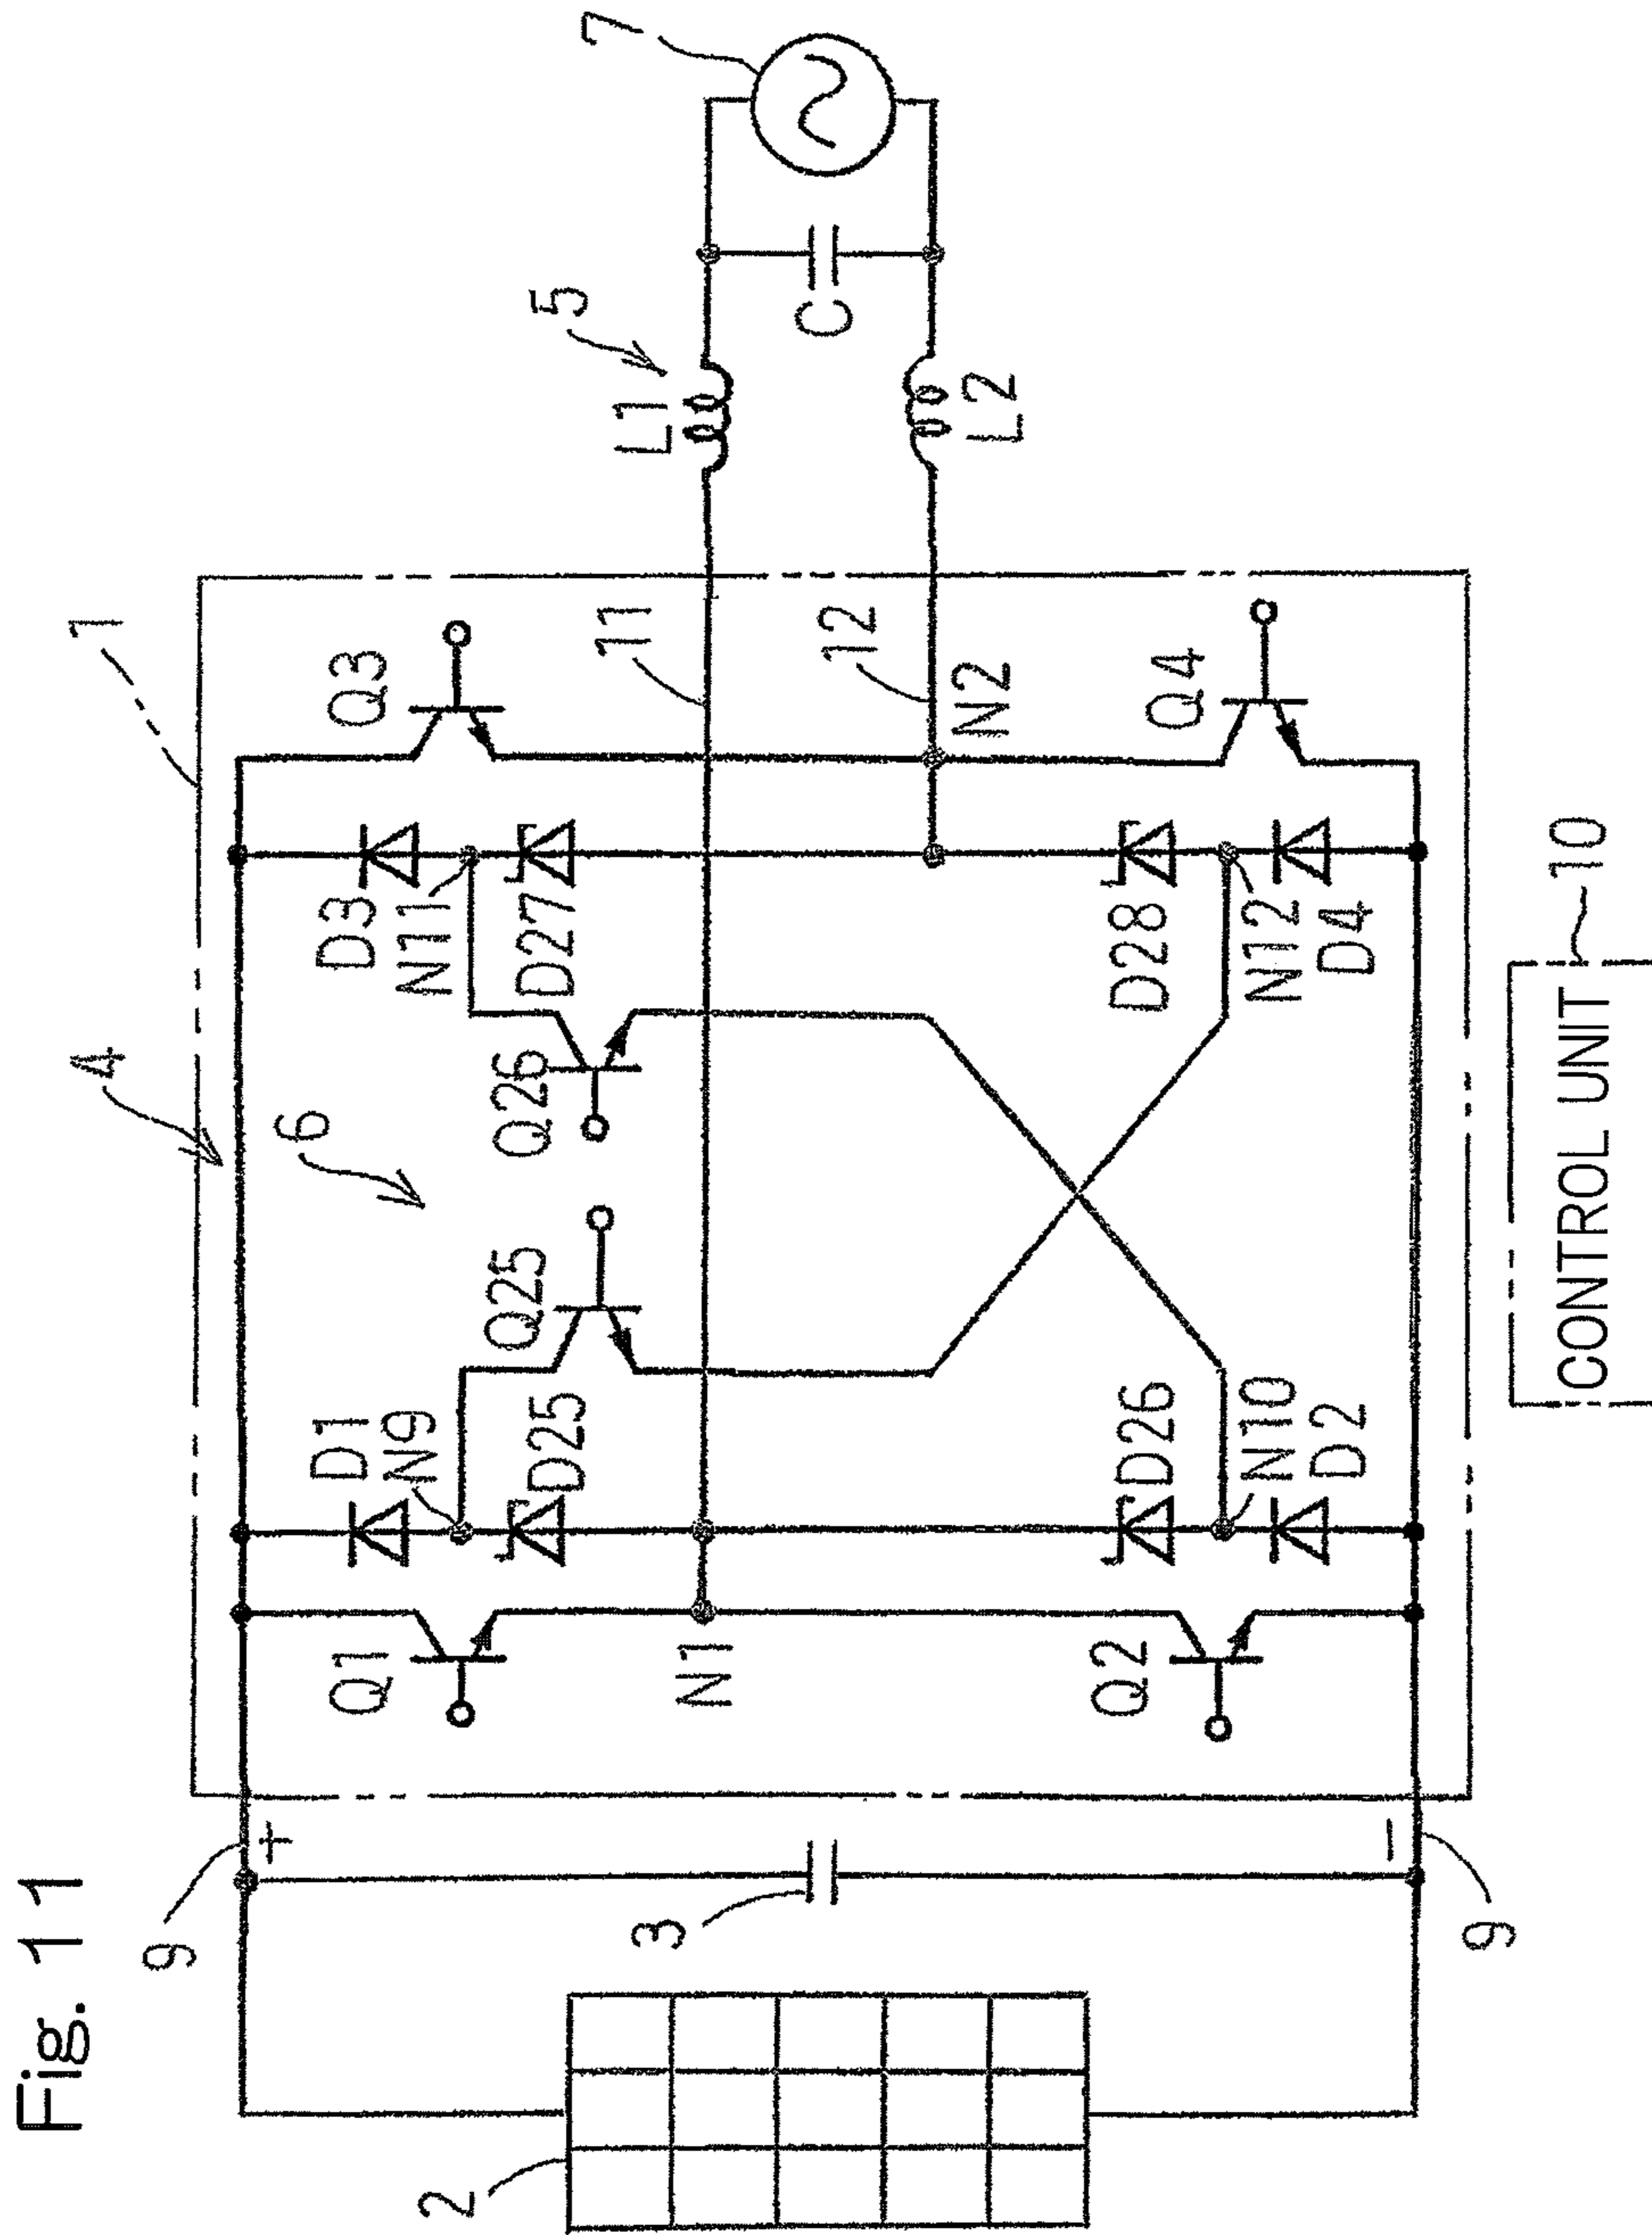 Fig. 11
1
4
6
5
7
9
+
2
3
9
−
Q1
D1
N9
D25
Q25
Q26
D3
N11
D27
Q3
11
L1
C
N1
12
L2
N2
Q2
D26
N10
D2
D28
N12
D4
Q4
CONTROL UNIT
10